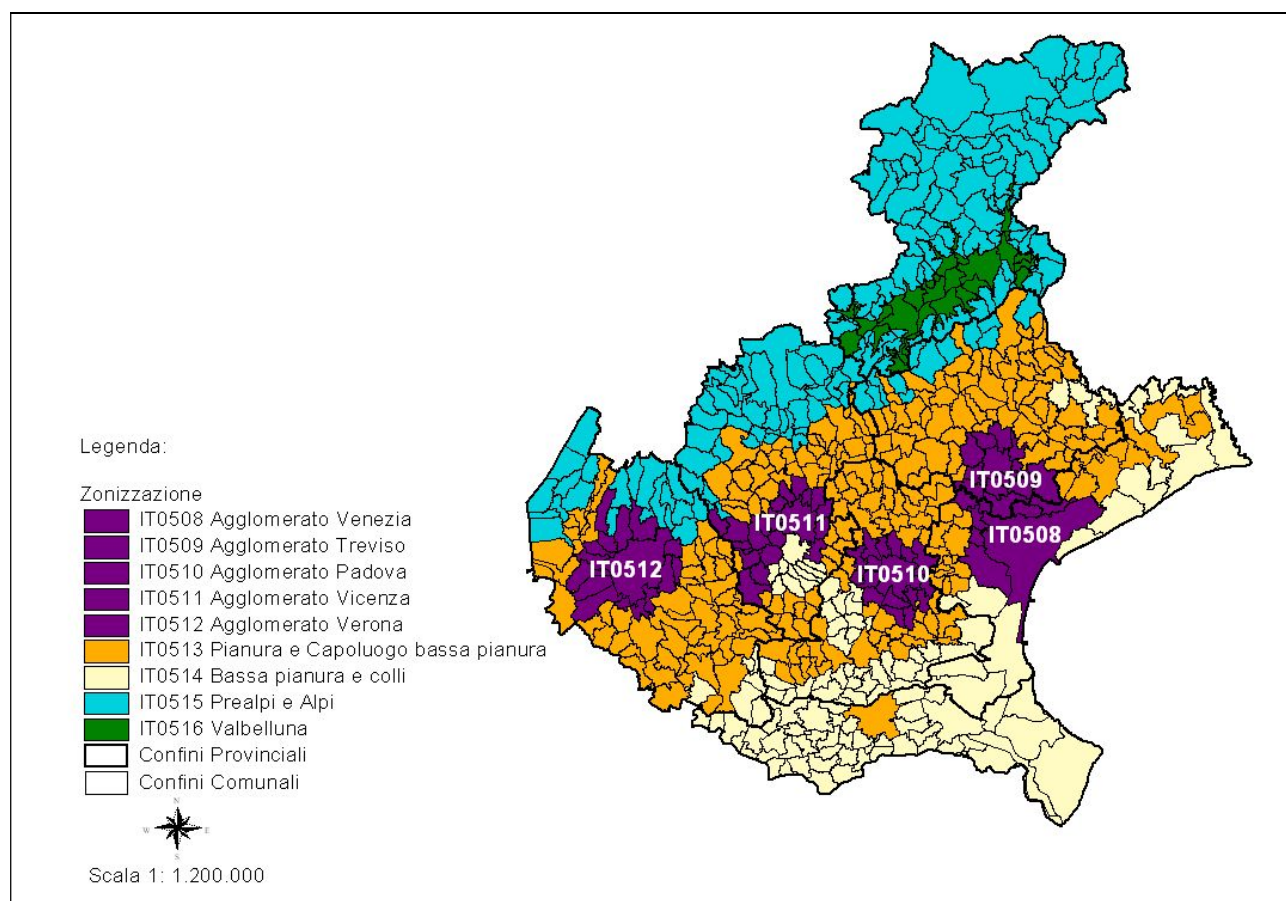 IT0509
IT0511
IT0508
IT0512
IT0510
Legenda:
Zonizzazione
IT0508 Agglomerato Venezia
IT0509 Agglomerato Treviso
IT0510 Agglomerato Padova
IT0511 Agglomerato Vicenza
IT0512 Agglomerato Verona
IT0513 Pianura e Capoluogo bassa pianura
IT0514 Bassa pianura e colli
IT0515 Prealpi e Alpi
IT0516 Valbelluna
Confini Provinciali
Confini Comunali
N
W E
S
Scala 1: 1.200.000